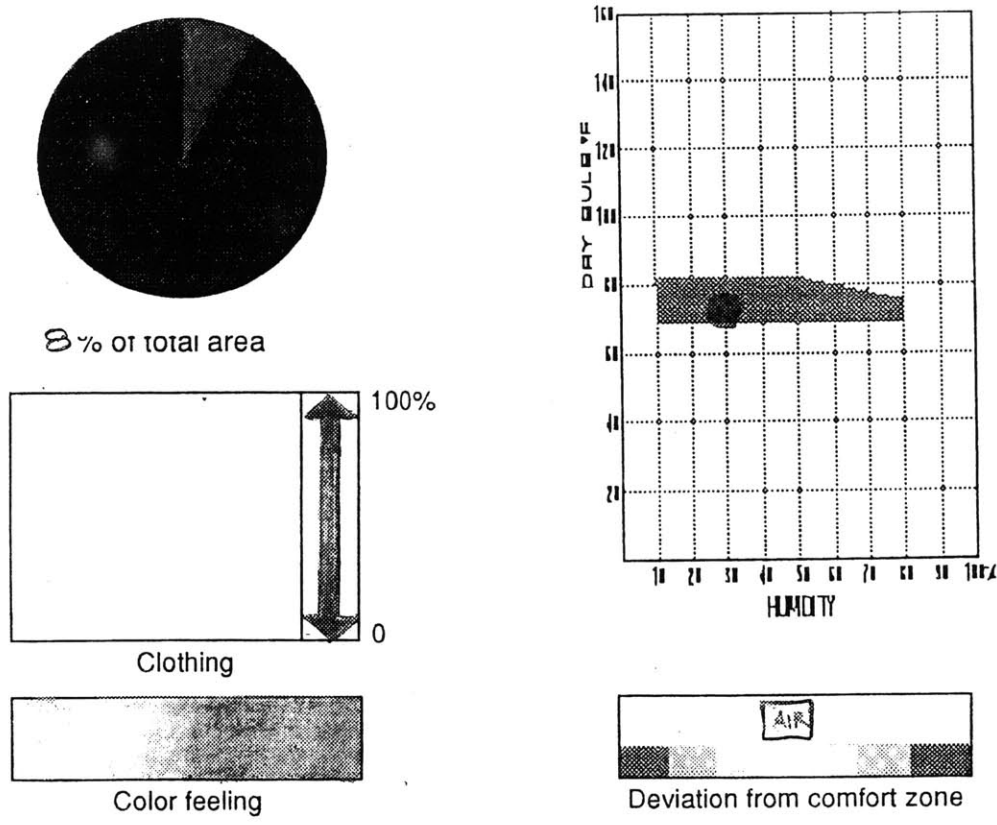 8% of total area
100%
0
Clothing
Color feeling
160
140
120
100
80
60
40
20
DRY BULB °F
10 20 30 40 50 60 70 80 90 100%
HUMIDITY
AIR
Deviation from comfort zone